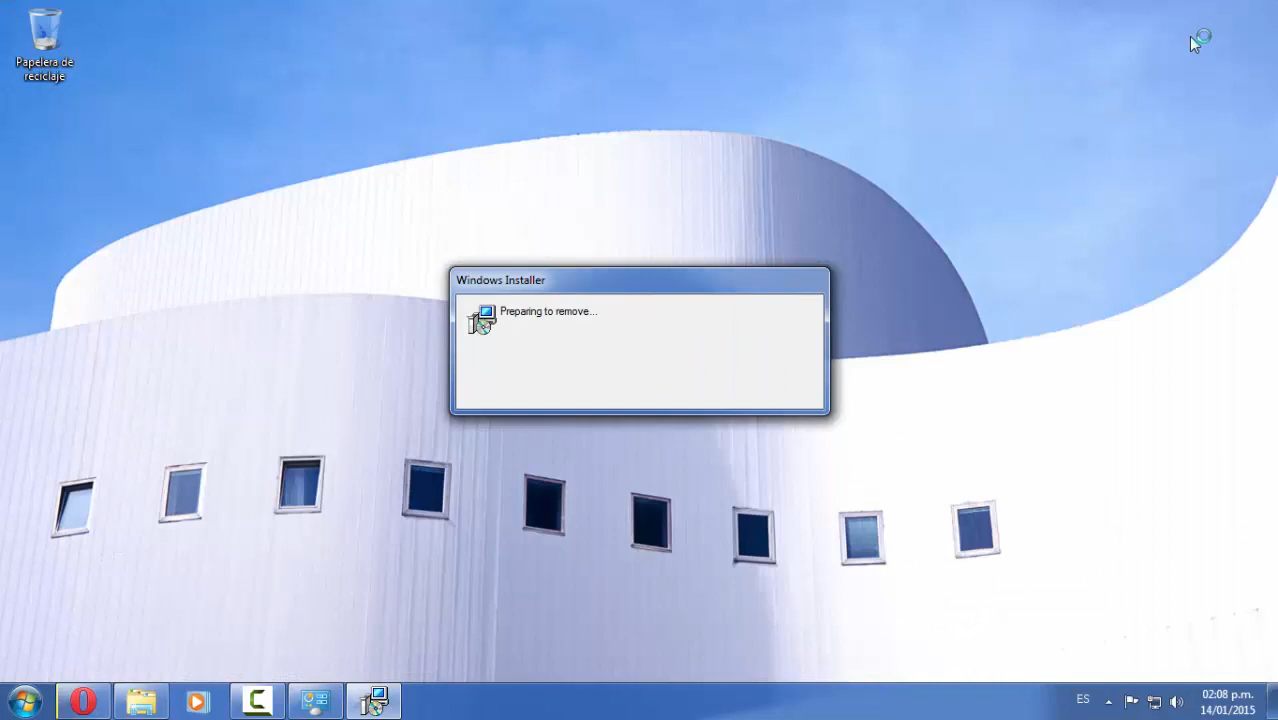 Papelera de
reciclaje
Windows Installer
Preparing to remove...
ES
02:08 p.m.
14/01/2015